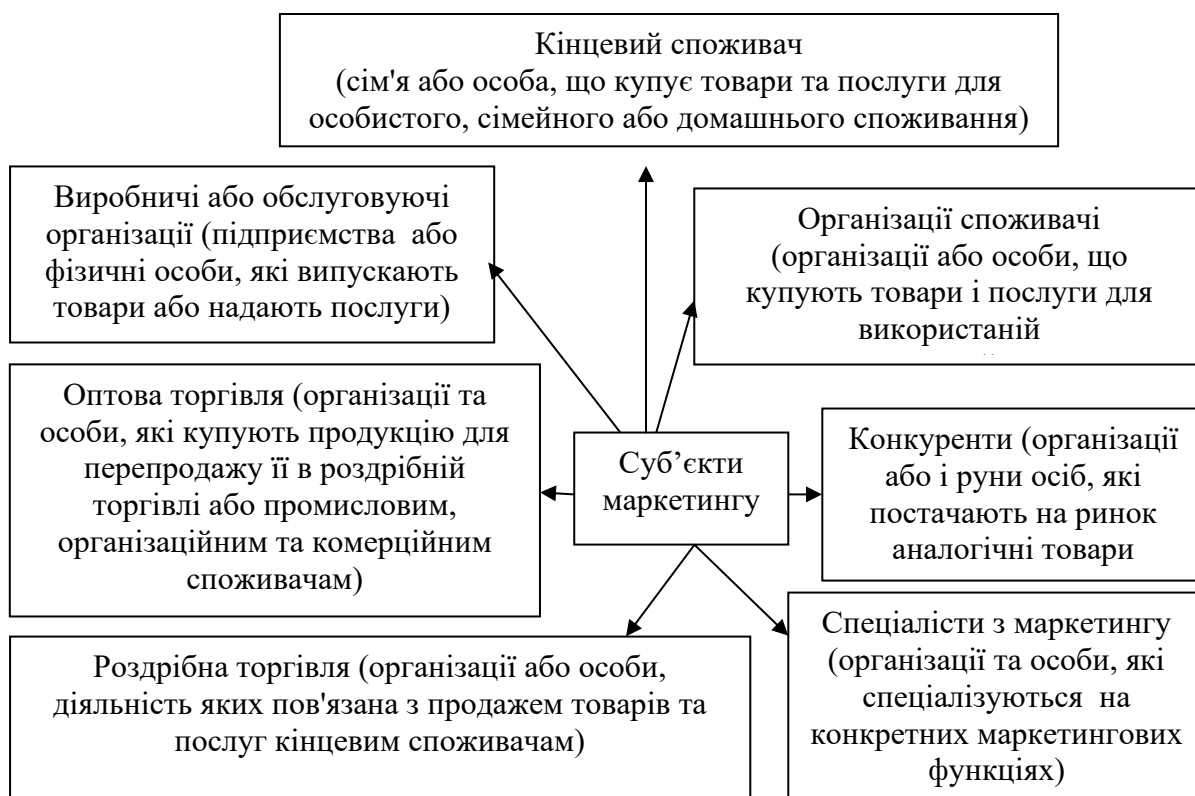 Кінцевий споживач
(сім'я або особа, що купує товари та послуги для
особистого, сімейного або домашнього споживання)
Виробничі або обслуговуючі
організації (підприємства або
фізичні особи, які випускають
товари або надають послуги)
Організації споживачі
(організації або особи, що
купують товари і послуги для
використаній
Оптова торгівля (організації та
особи, які купують продукцію для
перепродажу її в роздрібній
торгівлі або промисловим,
організаційним та комерційним
споживачам)
Суб’єкти
маркетингу
Конкуренти (організації
або і руни осіб, які
постачають на ринок
аналогічні товари
Роздрібна торгівля (організації або особи,
діяльність яких пов'язана з продажем товарів та
послуг кінцевим споживачам)
Спеціалісти з маркетингу
(організації та особи, які
спеціалізуються на
конкретних маркетингових
функціях)